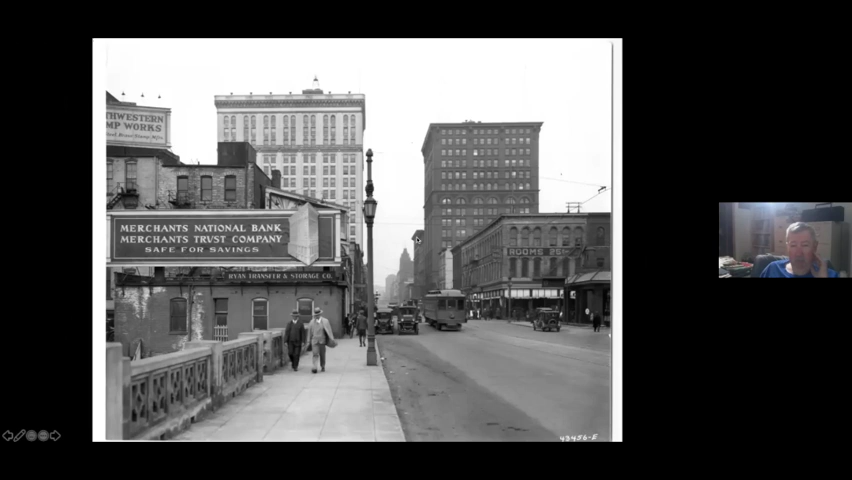 THWESTERN
MP WORKS
MERCHANTS NATIONAL BANK
MERCHANTS TRUST COMPANY
SAFE FOR SAVINGS
RYAN TRANSFER & STORAGE CO.
ROOMS
43456-E